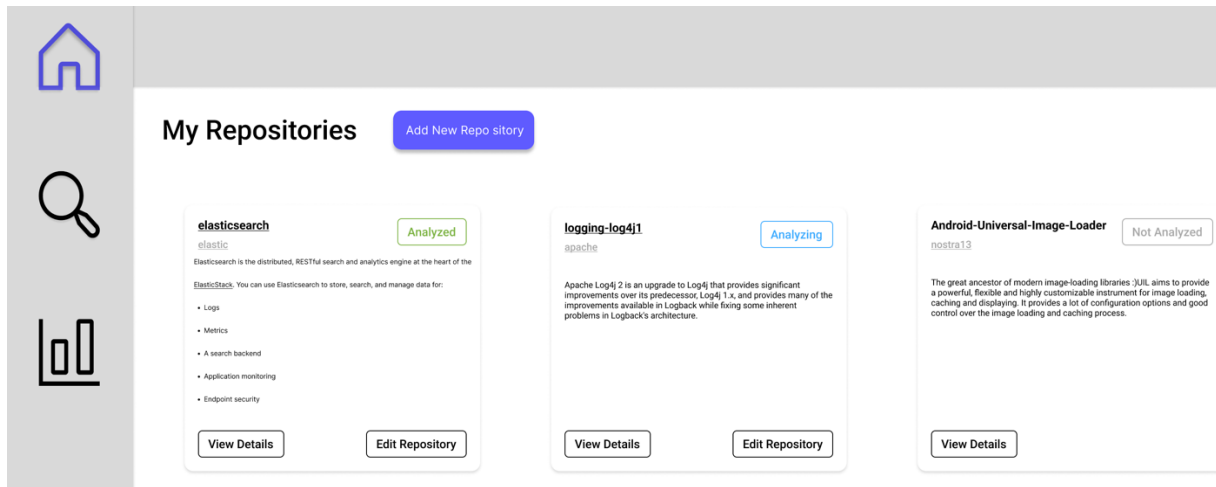 My Repositories
Add New Repo sitory
elasticsearch
Analyzed
elastic
Elasticsearch is the distributed, RESTful search and analytics engine at the heart of the
ElasticStack. You can use Elasticsearch to store, search, and manage data for:
• Logs
• Metrics
• A search backend
• Application monitoring
• Endpoint security
View Details
Edit Repository
logging-log4j1
Analyzing
apache
Apache Log4j 2 is an upgrade to Log4j that provides significant
improvements over its predecessor, Log4j 1.x, and provides many of the
improvements available in Logback while fixing some inherent
problems in Logback's architecture.
View Details
Edit Repository
Android-Universal-Image-Loader
Not Analyzed
nostra13
The great ancestor of modern image-loading libraries :)UIL aims to provide
a powerful, flexible and highly customizable instrument for image loading,
caching and displaying. It provides a lot of configuration options and good
control over the image loading and caching process.
View Details